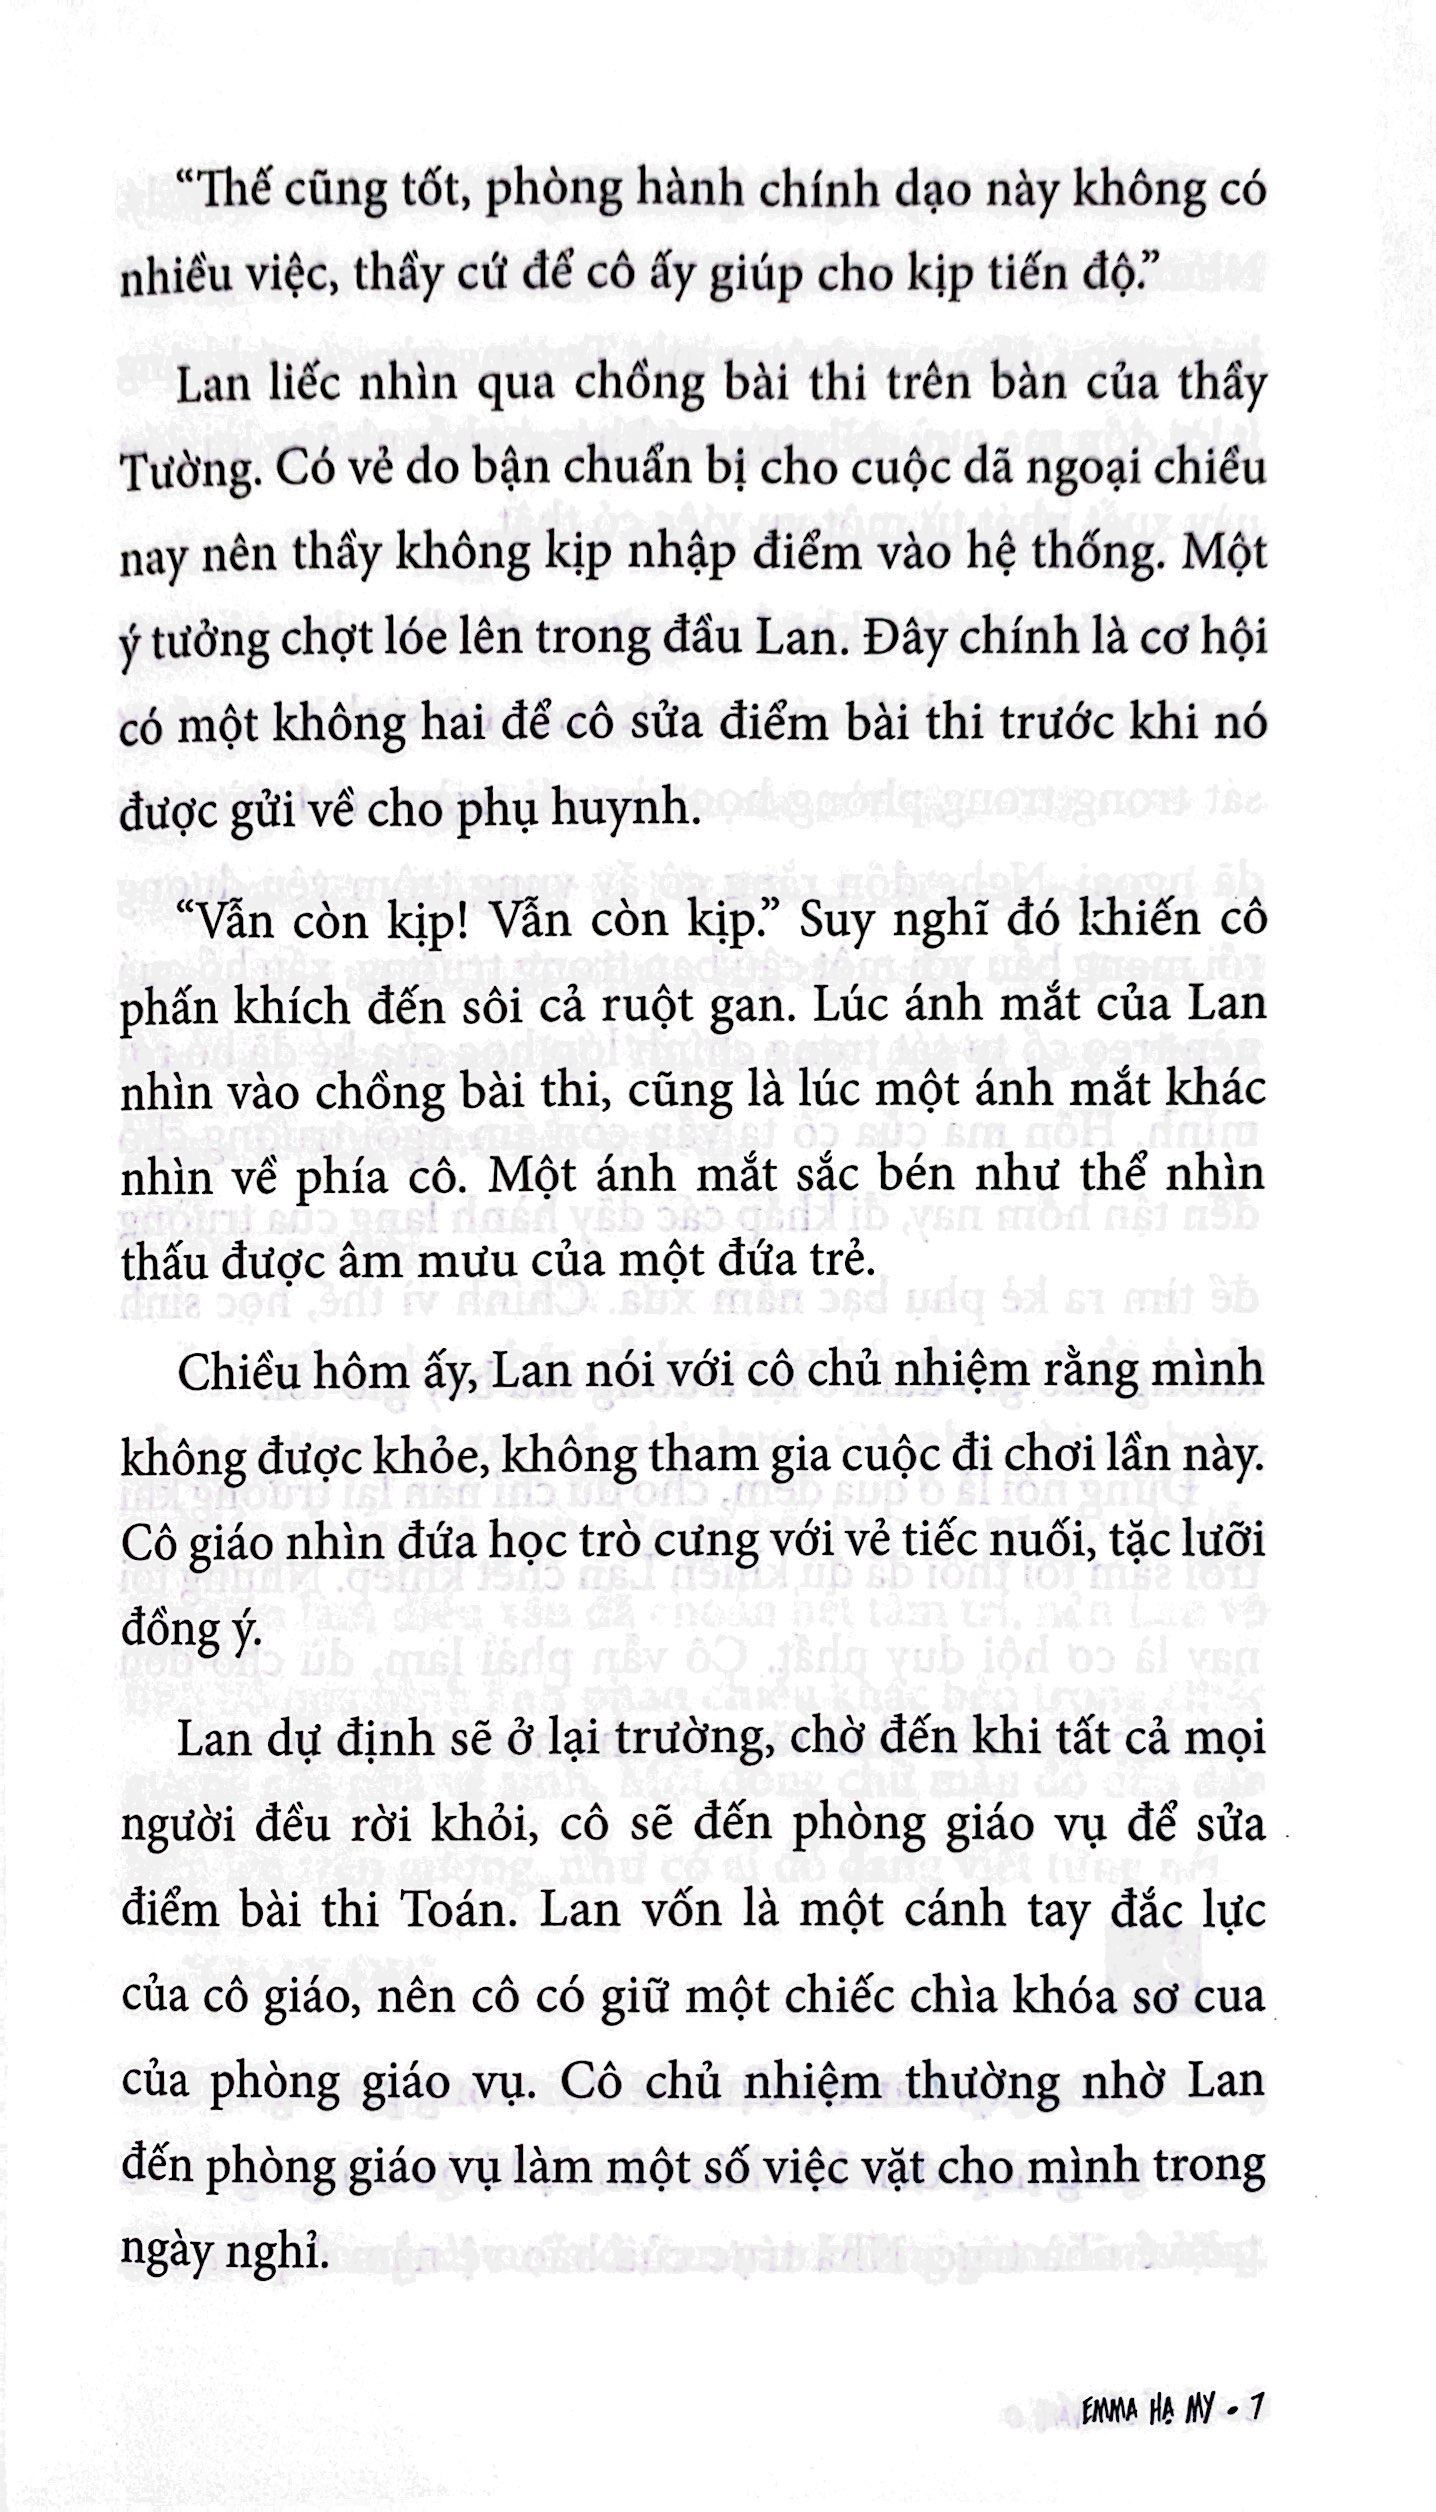 “Thế cũng tốt, phòng hành chính dạo này không có
nhiều việc, thầy cứ để cô ấy giúp cho kịp tiến độ.”
Lan liếc nhìn qua chồng bài thi trên bàn của thầy
Tường. Có vẻ do bận chuẩn bị cho cuộc dã ngoại chiều
nay nên thầy không kịp nhập điểm vào hệ thống. Một
ý tưởng chợt lóe lên trong đầu Lan. Đây chính là cơ hội
có một không hai để cô sửa điểm bài thi trước khi nó
được gửi về cho phụ huynh.
“Vẫn còn kịp! Vẫn còn kịp.” Suy nghĩ đó khiến cô
phấn khích đến sôi cả ruột gan. Lúc ánh mắt của Lan
nhìn vào chồng bài thi, cũng là lúc một ánh mắt khác
nhìn về phía cô. Một ánh mắt sắc bén như thể nhìn
thấu được âm mưu của một đứa trẻ.
Chiều hôm ấy, Lan nói với cô chủ nhiệm rằng mình
không được khỏe, không tham gia cuộc đi chơi lần này.
Cô giáo nhìn đứa học trò cưng với vẻ tiếc nuối, tặc lưỡi
đồng ý.
Lan dự định sẽ ở lại trường, chờ đến khi tất cả mọi
người đều rời khỏi, cô sẽ đến phòng giáo vụ để sửa
điểm bài thi Toán. Lan vốn là một cánh tay đắc lực
của cô giáo, nên cô có giữ một chiếc chìa khóa sơ cua
của phòng giáo vụ. Cô chủ nhiệm thường nhờ Lan
đến phòng giáo vụ làm một số việc vặt cho mình trong
ngày nghỉ.
EMMA HẠ MY • 7